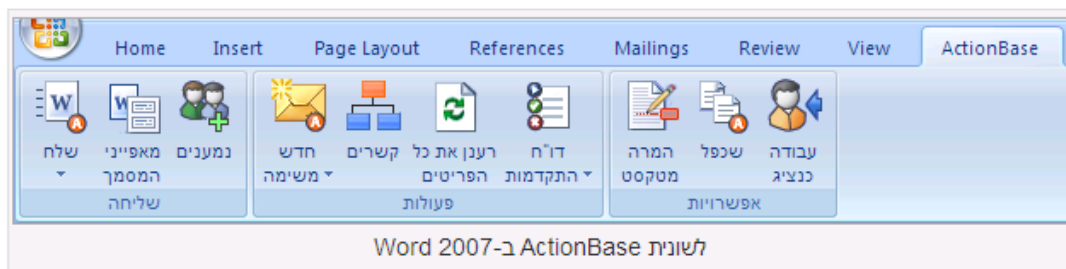 Home Insert Page Layout References Mailings Review View ActionBase
שלח
מאפייני
המסמך
נמענים
שליחה
חדש
משימה
קשרים
רענן את כל
הפריטים
דו"ח
התקדמות
פעולות
המרה
מטקסט
שכפל
עבודה
כנציג
אפשרויות
לשונית ActionBase ב-Word 2007